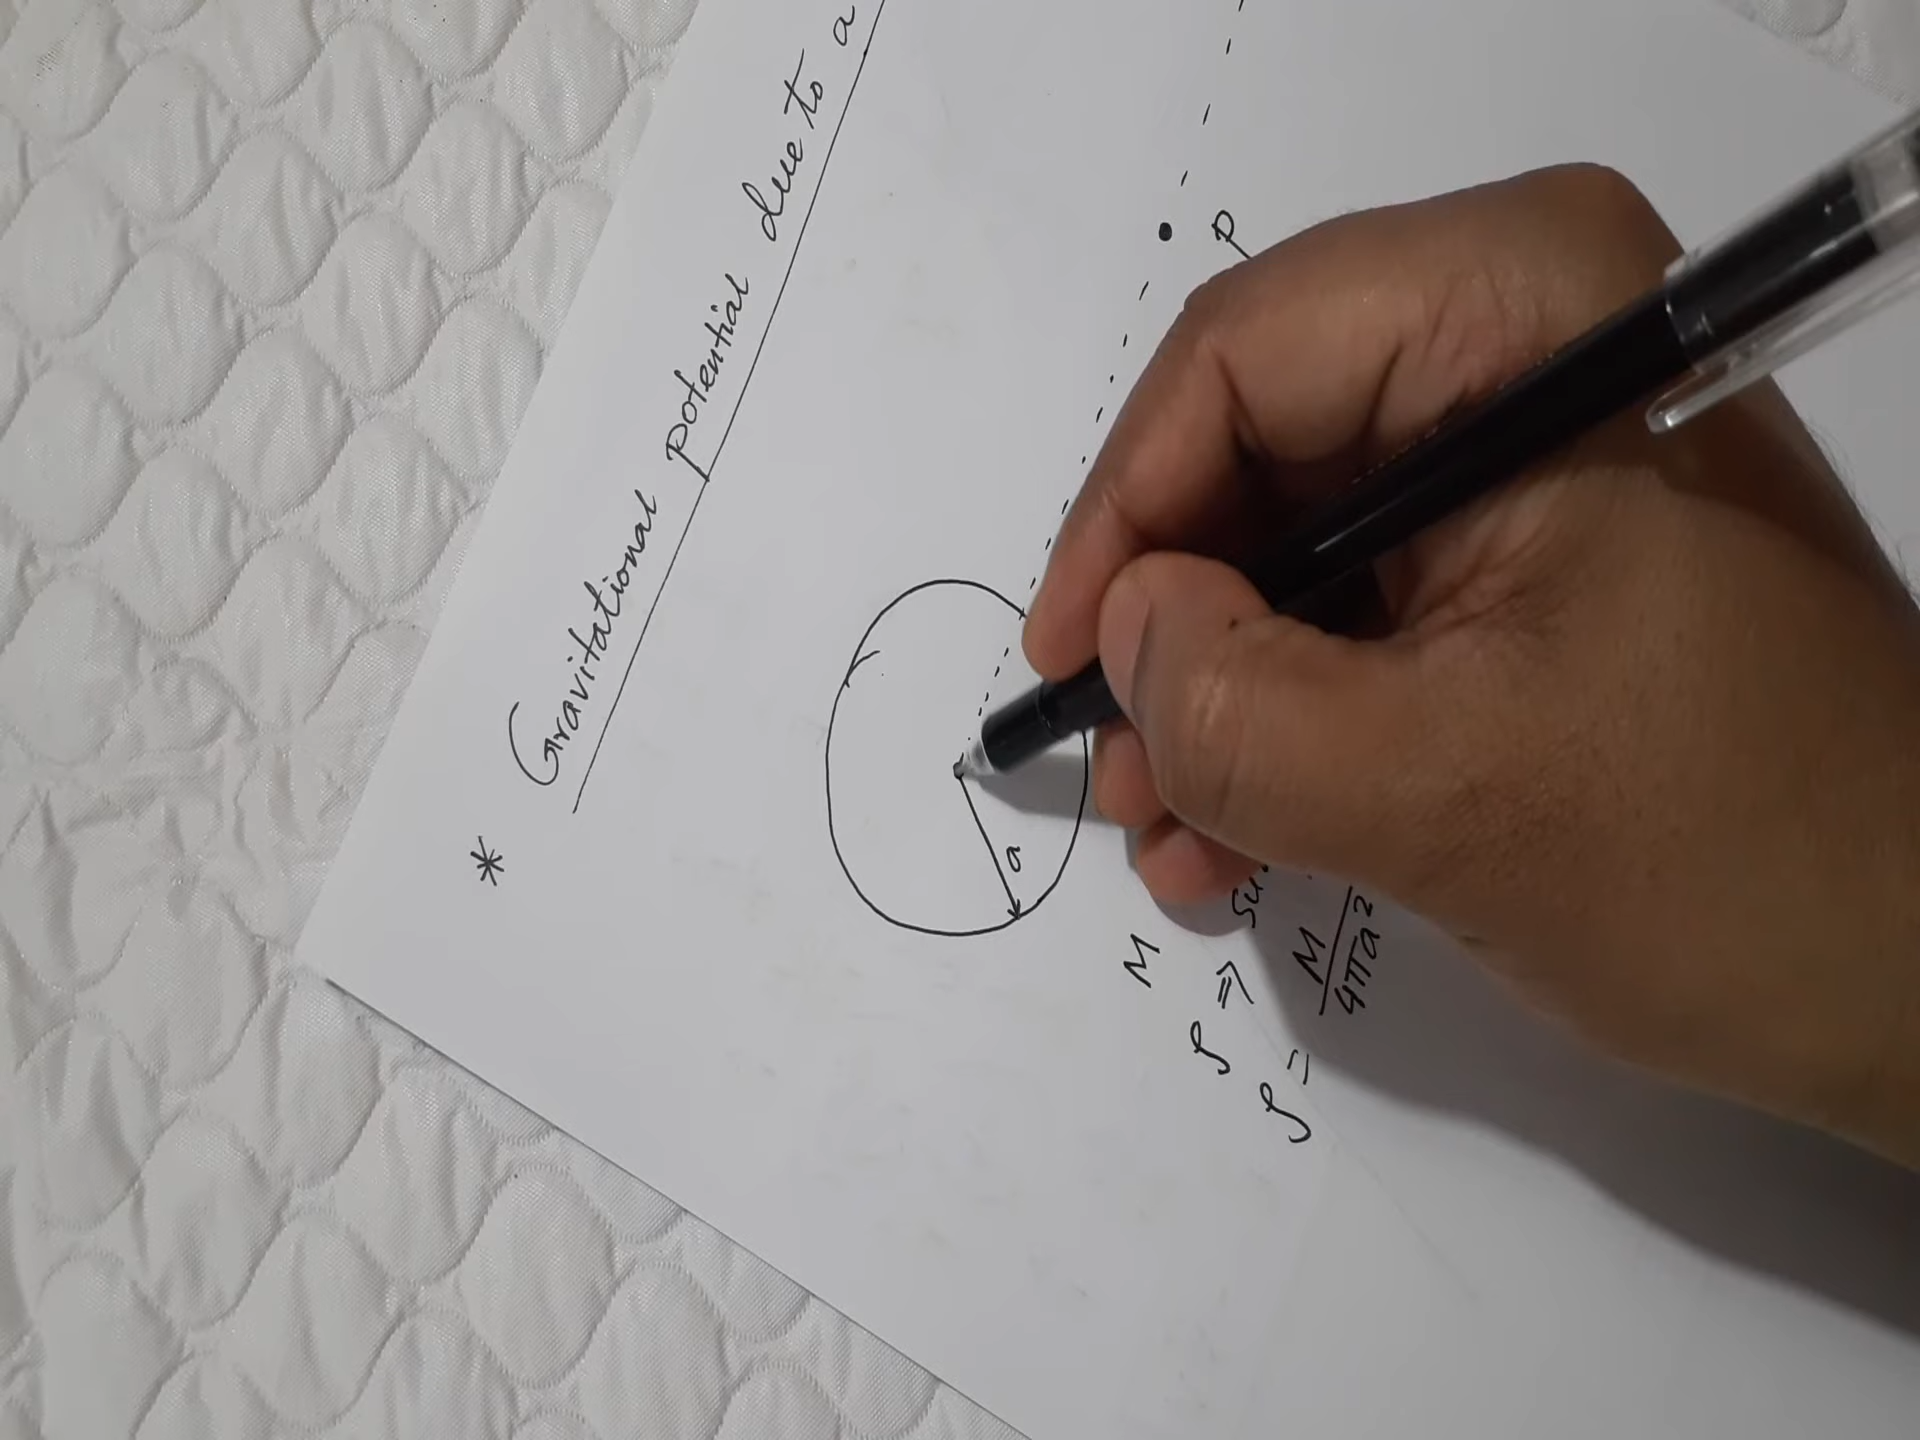 * Gravitational potential due to a
P
a
M
ρ ⇒
ρ = M/4πa²